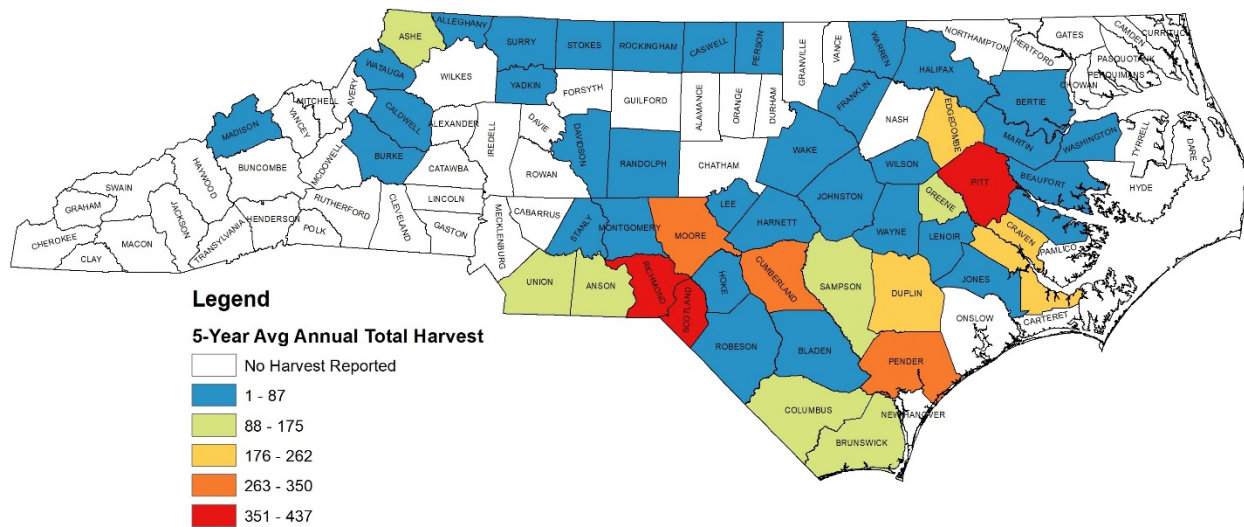 ASHE
ALLEGHANY
SURRY
STOKES
ROCKINGHAM
CASWELL
PERSON
GRANVILLE
VANCE
WARREN
NORTHAMPTON
HERTFORD
GATES
CAMDEN
CURRITUCK
PASQUOTANK
PERQUIMANS
CHOWAN
HALIFAX
WATAUGA
WILKES
YADKIN
FORSYTH
GUILFORD
ALAMANCE
ORANGE
DURHAM
FRANKLIN
NASH
EDGECOMBE
BERTIE
MARTIN
WASHINGTON
TYRRELL
DARE
MITCHELL
AVERY
YANCEY
MADISON
CALDWELL
ALEXANDER
IREDELL
DAVIE
DAVIDSON
RANDOLPH
CHATHAM
WAKE
WILSON
PITT
BEAUFORT
HYDE
BURKE
MCDOWELL
BUNCOMBE
HAYWOOD
CATAWBA
ROWAN
SWAIN
GRAHAM
JACKSON
CHEROKEE
CLAY
MACON
TRANSYLVANIA
HENDERSON
RUTHERFORD
POLK
CLEVELAND
LINCOLN
GASTON
MECKLENBURG
CABARRUS
STANLY
MONTGOMERY
MOORE
LEE
HARNETT
JOHNSTON
GREENE
WAYNE
LENOIR
CRAVEN
PAMLICO
JONES
UNION
ANSON
RICHMOND
SCOTLAND
HOKE
CUMBERLAND
SAMPSON
DUPLIN
ONSLOW
CARTERET
ROBESON
BLADEN
PENDER
COLUMBUS
NEW HANOVER
BRUNSWICK
Legend
5-Year Avg Annual Total Harvest
No Harvest Reported
1 - 87
88 - 175
176 - 262
263 - 350
351 - 437